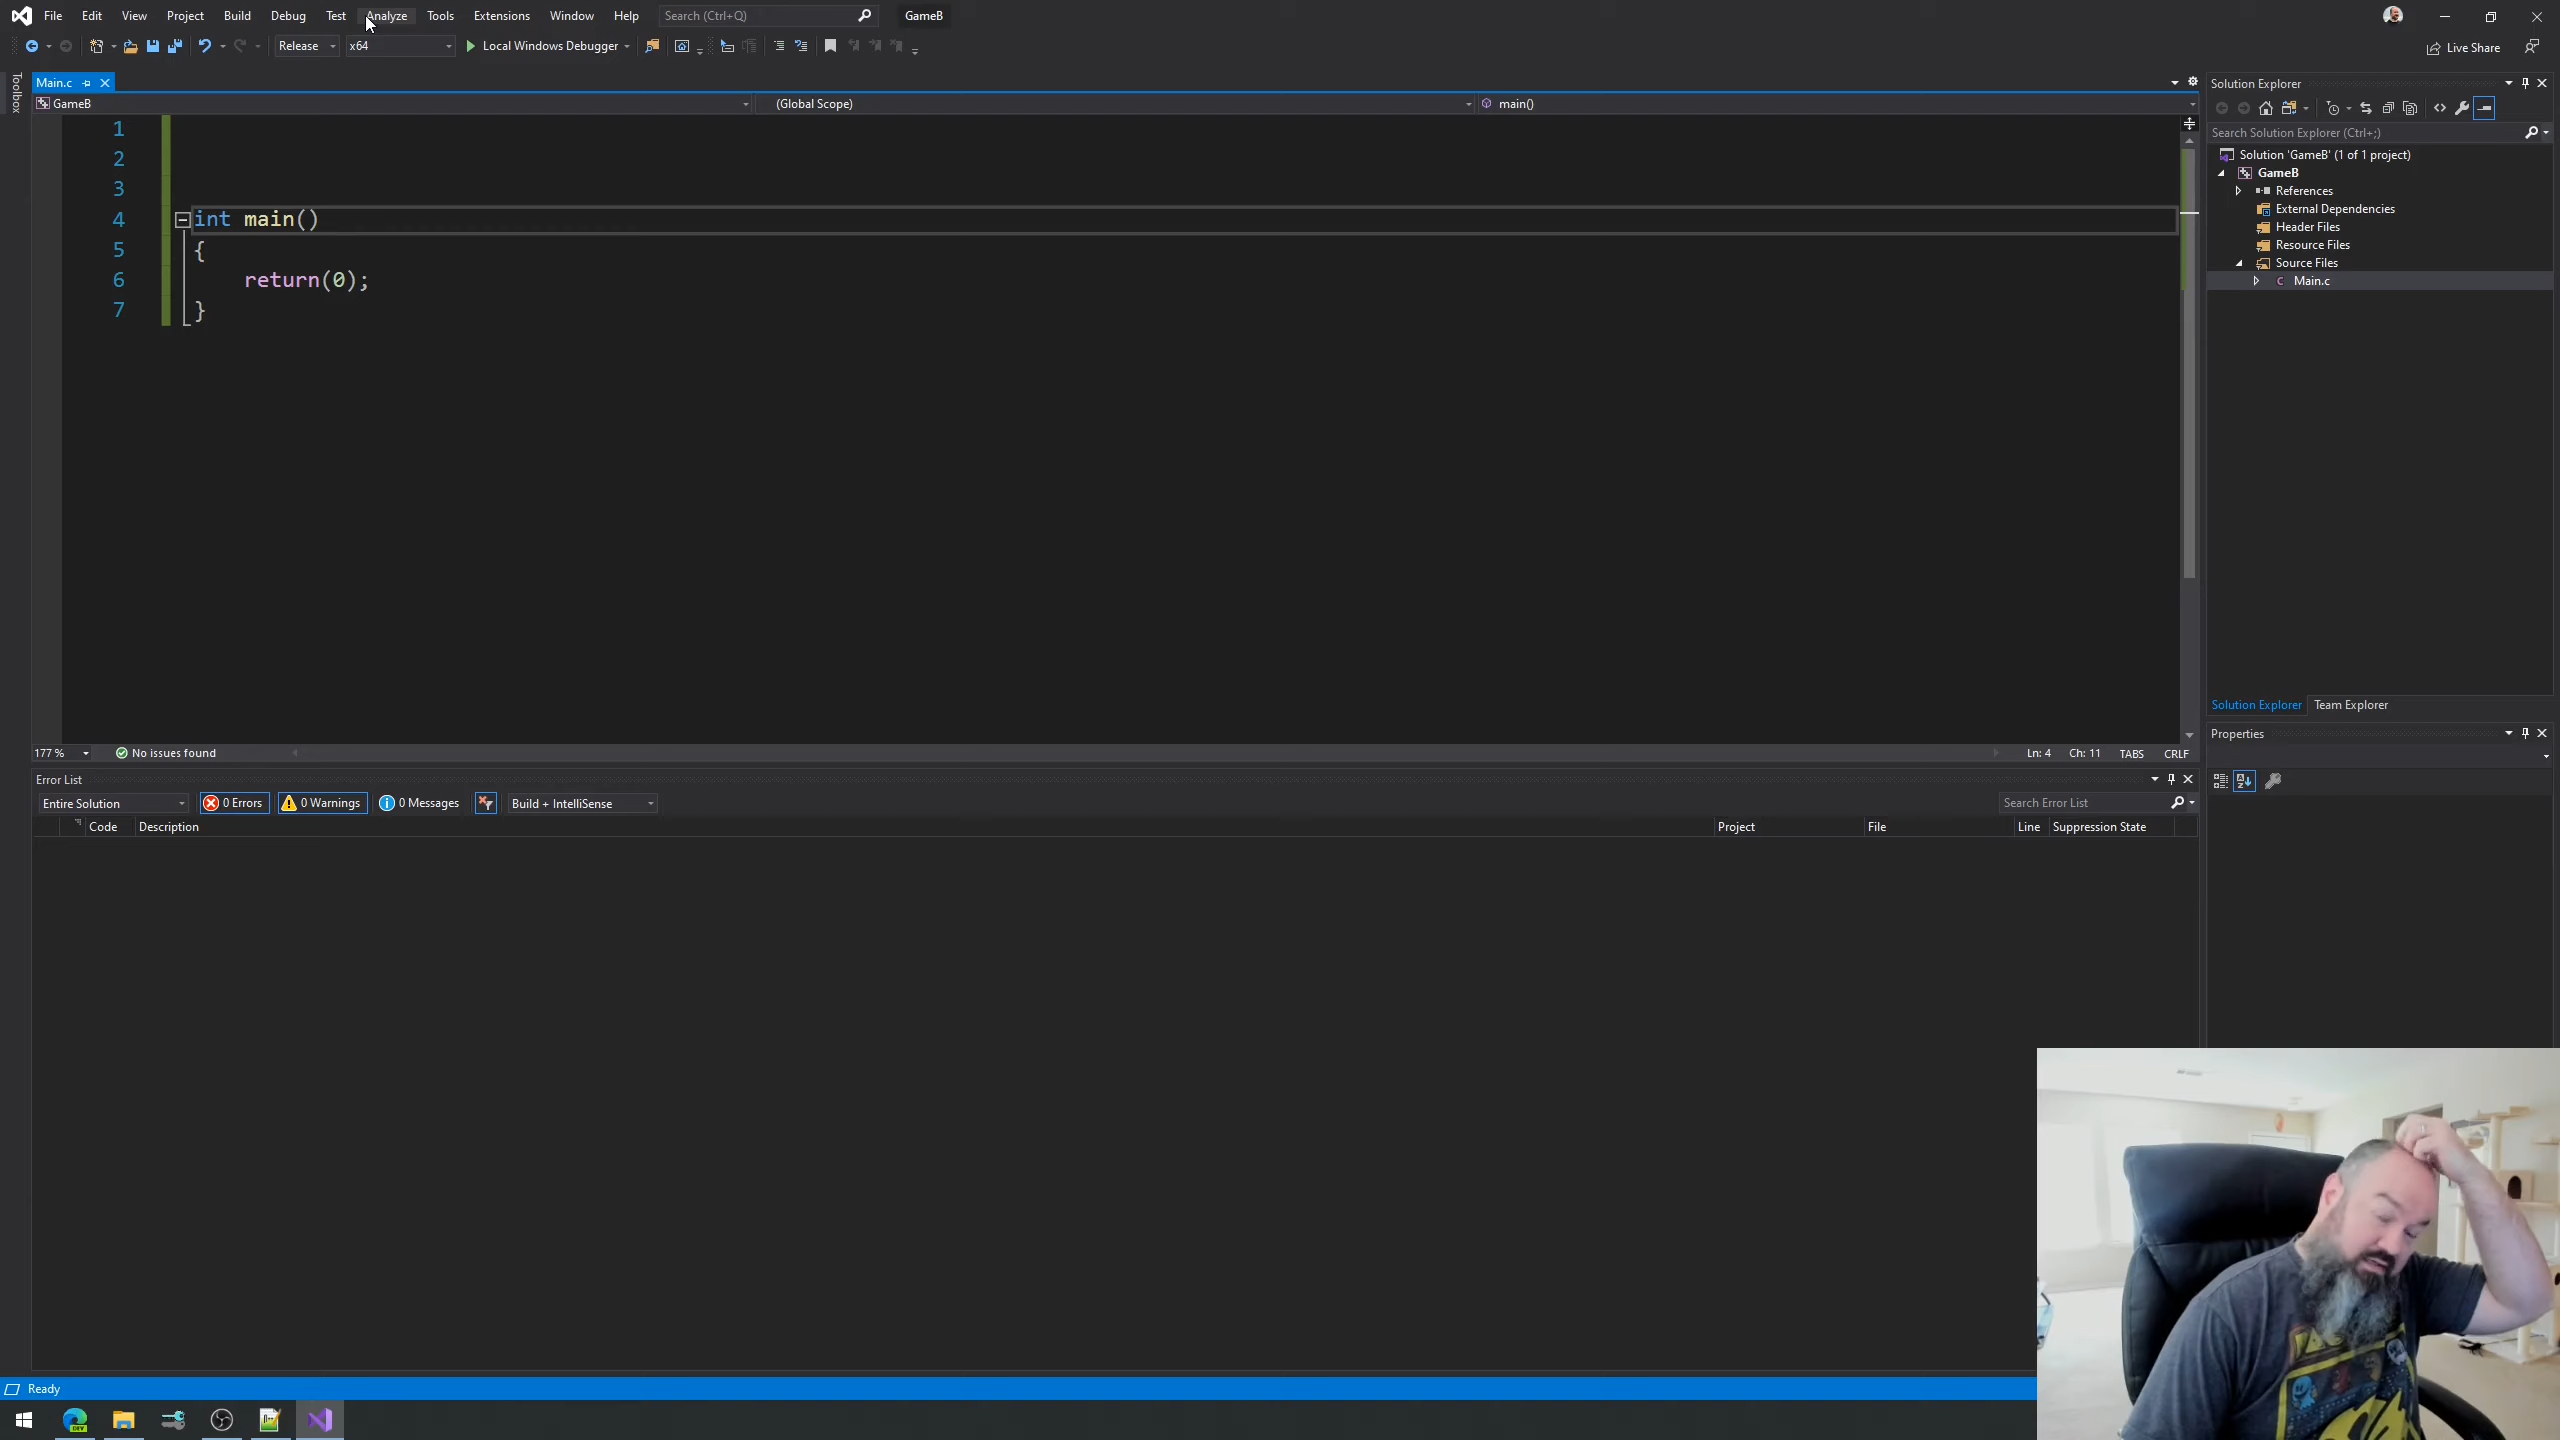 File Edit View Project Build Debug Test Analyze Tools Extensions Window Help Search (Ctrl+Q) GameB
Release x64 Local Windows Debugger Live Share
Toolbox
Main.c
GameB (Global Scope) main()
1
2
3
4 int main()
5 {
6 return(0);
7 }
177 % No issues found Ln: 4 Ch: 11 TABS CRLF
Error List
Entire Solution 0 Errors 0 Warnings 0 Messages Build + IntelliSense Search Error List
Code Description Project File Line Suppression State
Solution Explorer
Search Solution Explorer (Ctrl+;)
Solution 'GameB' (1 of 1 project)
GameB
References
External Dependencies
Header Files
Resource Files
Source Files
Main.c
Solution Explorer Team Explorer
Properties
Ready
DEV